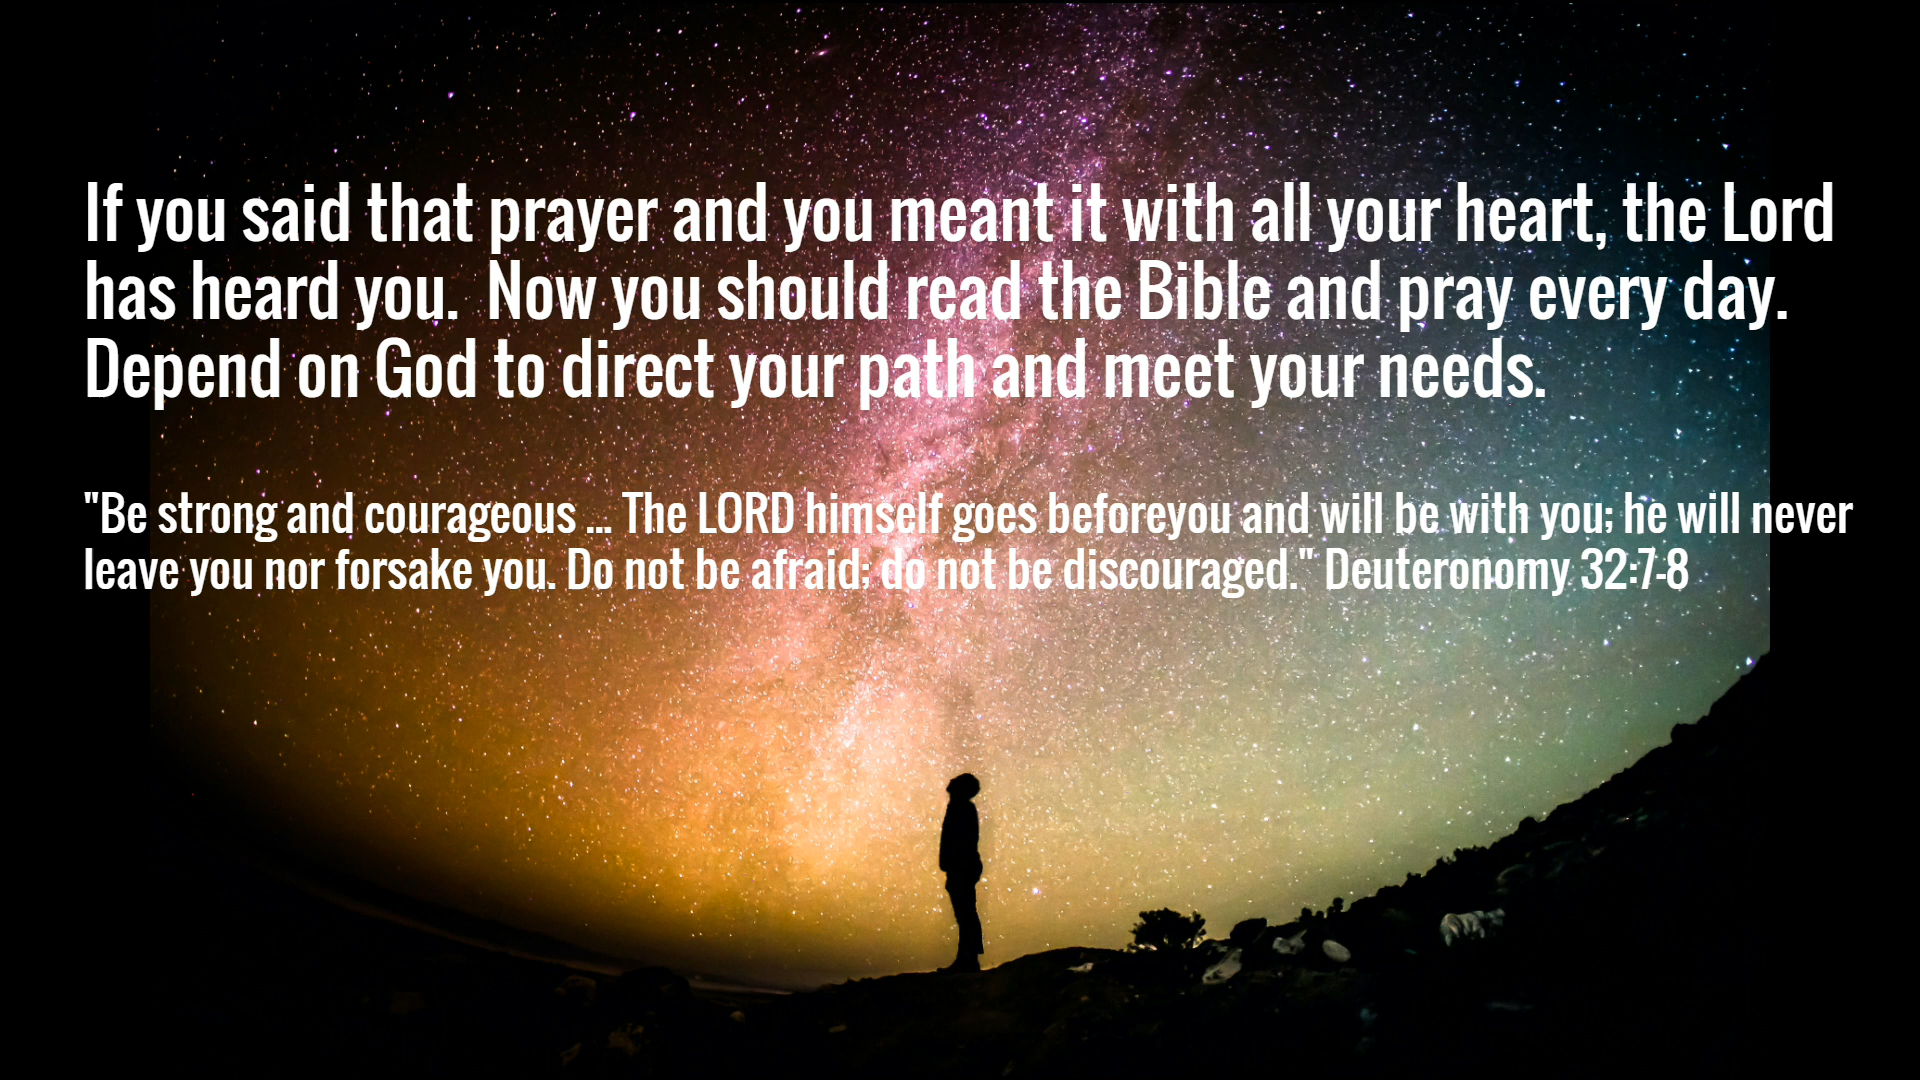 If you said that prayer and you meant it with all your heart, the Lord
has heard you.  Now you should read the Bible and pray every day.
Depend on God to direct your path and meet your needs.
"Be strong and courageous ... The LORD himself goes beforeyou and will be with you; he will never
leave you nor forsake you. Do not be afraid; do not be discouraged." Deuteronomy 32:7-8